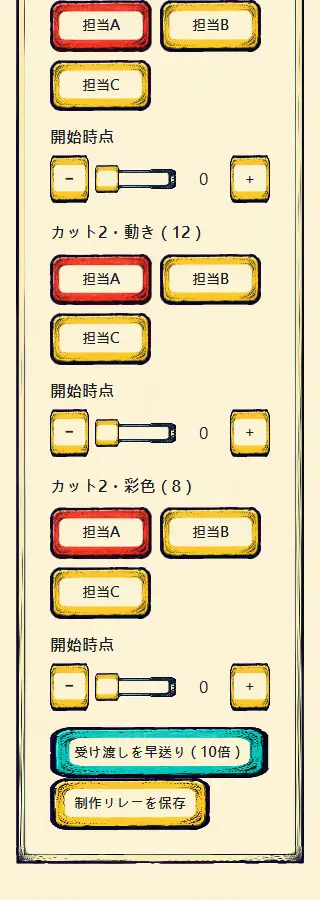 担当A 担当B
担当C
開始時点
− 0 +
カット2・動き(12)
担当A 担当B
担当C
開始時点
− 0 +
カット2・彩色(8)
担当A 担当B
担当C
開始時点
− 0 +
受け渡しを早送り(10倍)
制作リレーを保存